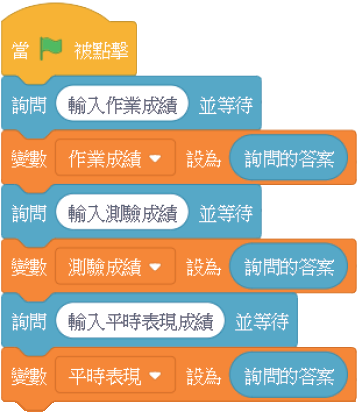 當 被點擊
詢問 輸入作業成績 並等待
變數 作業成績 設為 詢問的答案
詢問 輸入測驗成績 並等待
變數 測驗成績 設為 詢問的答案
詢問 輸入平時表現成績 並等待
變數 平時表現 設為 詢問的答案